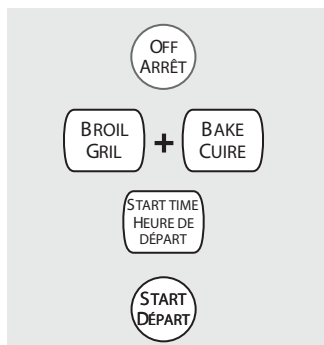 OFF
ARRÊT
BROIL
GRIL
+
BAKE
CUIRE
START TIME
HEURE DE
DÉPART
START
DÉPART